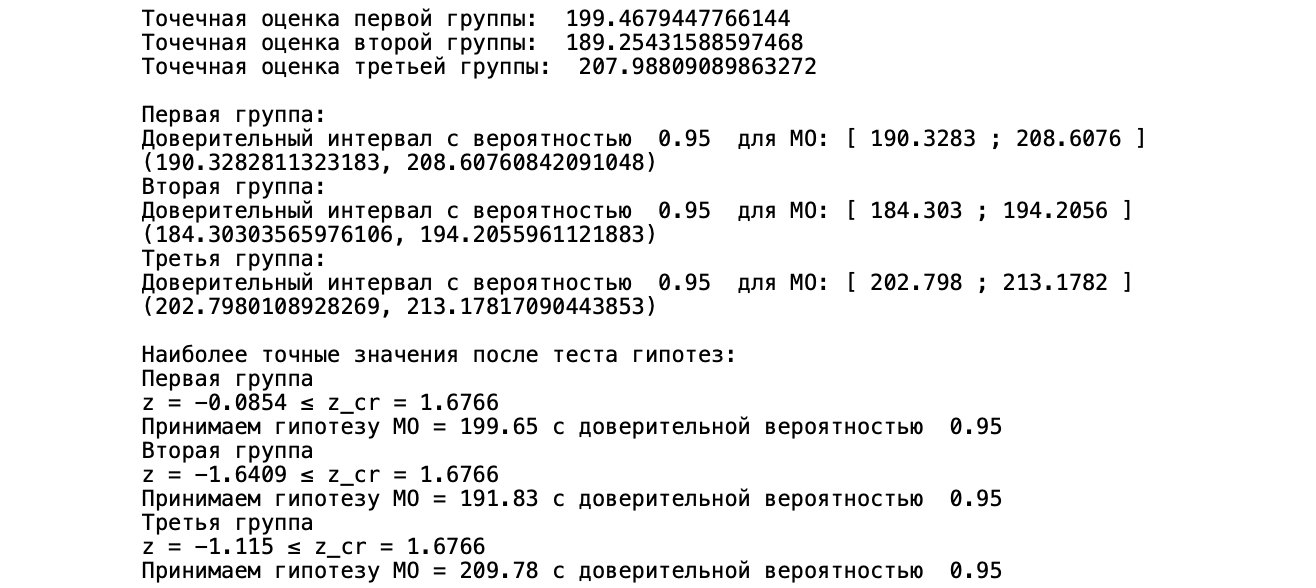 Точечная оценка первой группы:  199.4679447766144
Точечная оценка второй группы:  189.25431588597468
Точечная оценка третьей группы:  207.98809089863272
Первая группа:
Доверительный интервал с вероятностью  0.95  для МО: [ 190.3283 ; 208.6076 ]
(190.3282811323183, 208.60760842091048)
Вторая группа:
Доверительный интервал с вероятностью  0.95  для МО: [ 184.303 ; 194.2056 ]
(184.30303565976106, 194.2055961121883)
Третья группа:
Доверительный интервал с вероятностью  0.95  для МО: [ 202.798 ; 213.1782 ]
(202.7980108928269, 213.17817090443853)
Наиболее точные значения после теста гипотез:
Первая группа
z = -0.0854 ≤ z_cr = 1.6766
Принимаем гипотезу МО = 199.65 с доверительной вероятностью  0.95
Вторая группа
z = -1.6409 ≤ z_cr = 1.6766
Принимаем гипотезу МО = 191.83 с доверительной вероятностью  0.95
Третья группа
z = -1.115 ≤ z_cr = 1.6766
Принимаем гипотезу МО = 209.78 с доверительной вероятностью  0.95